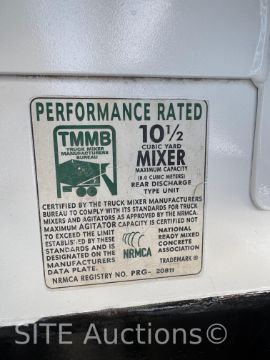 PERFORMANCE RATED
TMMB
TRUCK MIXER
MANUFACTURERS
BUREAU
10 1/2
CUBIC YARD
MIXER
MAXIMUM CAPACITY
(8.0 CUBIC METERS)
REAR DISCHARGE
TYPE UNIT
CERTIFIED BY THE TRUCK MIXER MANUFACTURERS
BUREAU TO COMPLY WITH ITS STANDARDS FOR TRUCK
MIXERS AND AGITATORS AS APPROVED BY THE NRMCA.
MAXIMUM AGITATOR CAPACITY IS CERTIFIED NOT
TO EXCEED THE LIMIT
ESTABLISHED BY THESE
STANDARDS AND IS
DESIGNATED ON THE
MANUFACTURERS
DATA PLATE.
NRMCA
NATIONAL
READY MIXED
CONCRETE
ASSOCIATION
TRADEMARK ®
NRMCA REGISTRY NO. PRG- 20811
SITE Auctions.com